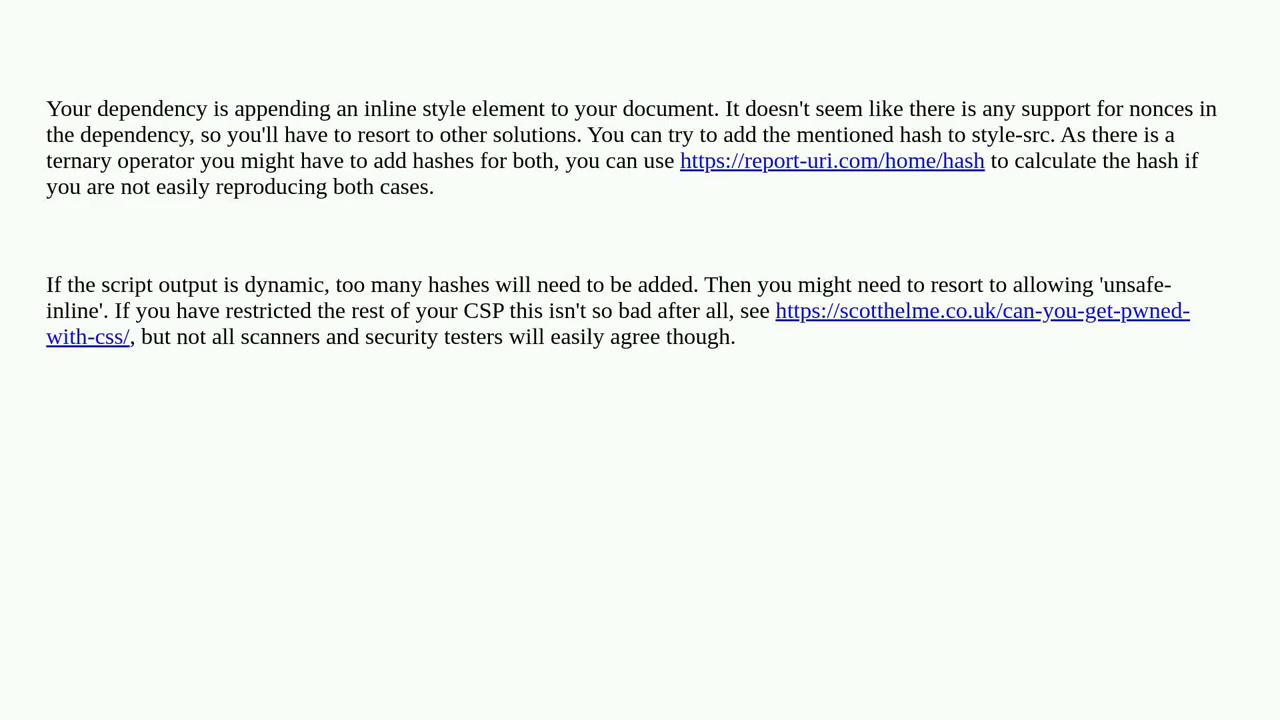 Your dependency is appending an inline style element to your document. It doesn't seem like there is any support for nonces in
the dependency, so you'll have to resort to other solutions. You can try to add the mentioned hash to style-src. As there is a
ternary operator you might have to add hashes for both, you can use https://report-uri.com/home/hash to calculate the hash if
you are not easily reproducing both cases.
If the script output is dynamic, too many hashes will need to be added. Then you might need to resort to allowing 'unsafe-
inline'. If you have restricted the rest of your CSP this isn't so bad after all, see https://scotthelme.co.uk/can-you-get-pwned-
with-css/, but not all scanners and security testers will easily agree though.